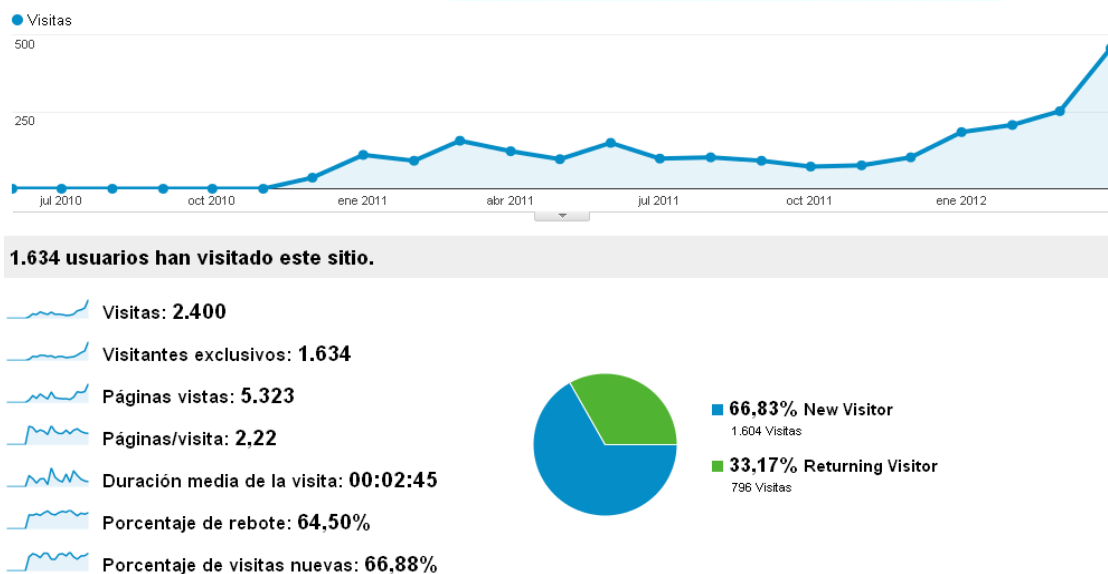 Visitas
500
250
jul 2010 oct 2010 ene 2011 abr 2011 jul 2011 oct 2011 ene 2012
1.634 usuarios han visitado este sitio.
Visitas: 2.400
Visitantes exclusivos: 1.634
Páginas vistas: 5.323
Páginas/visita: 2,22
Duración media de la visita: 00:02:45
Porcentaje de rebote: 64,50%
Porcentaje de visitas nuevas: 66,88%
66,83% New Visitor
1.604 Visitas
33,17% Returning Visitor
796 Visitas